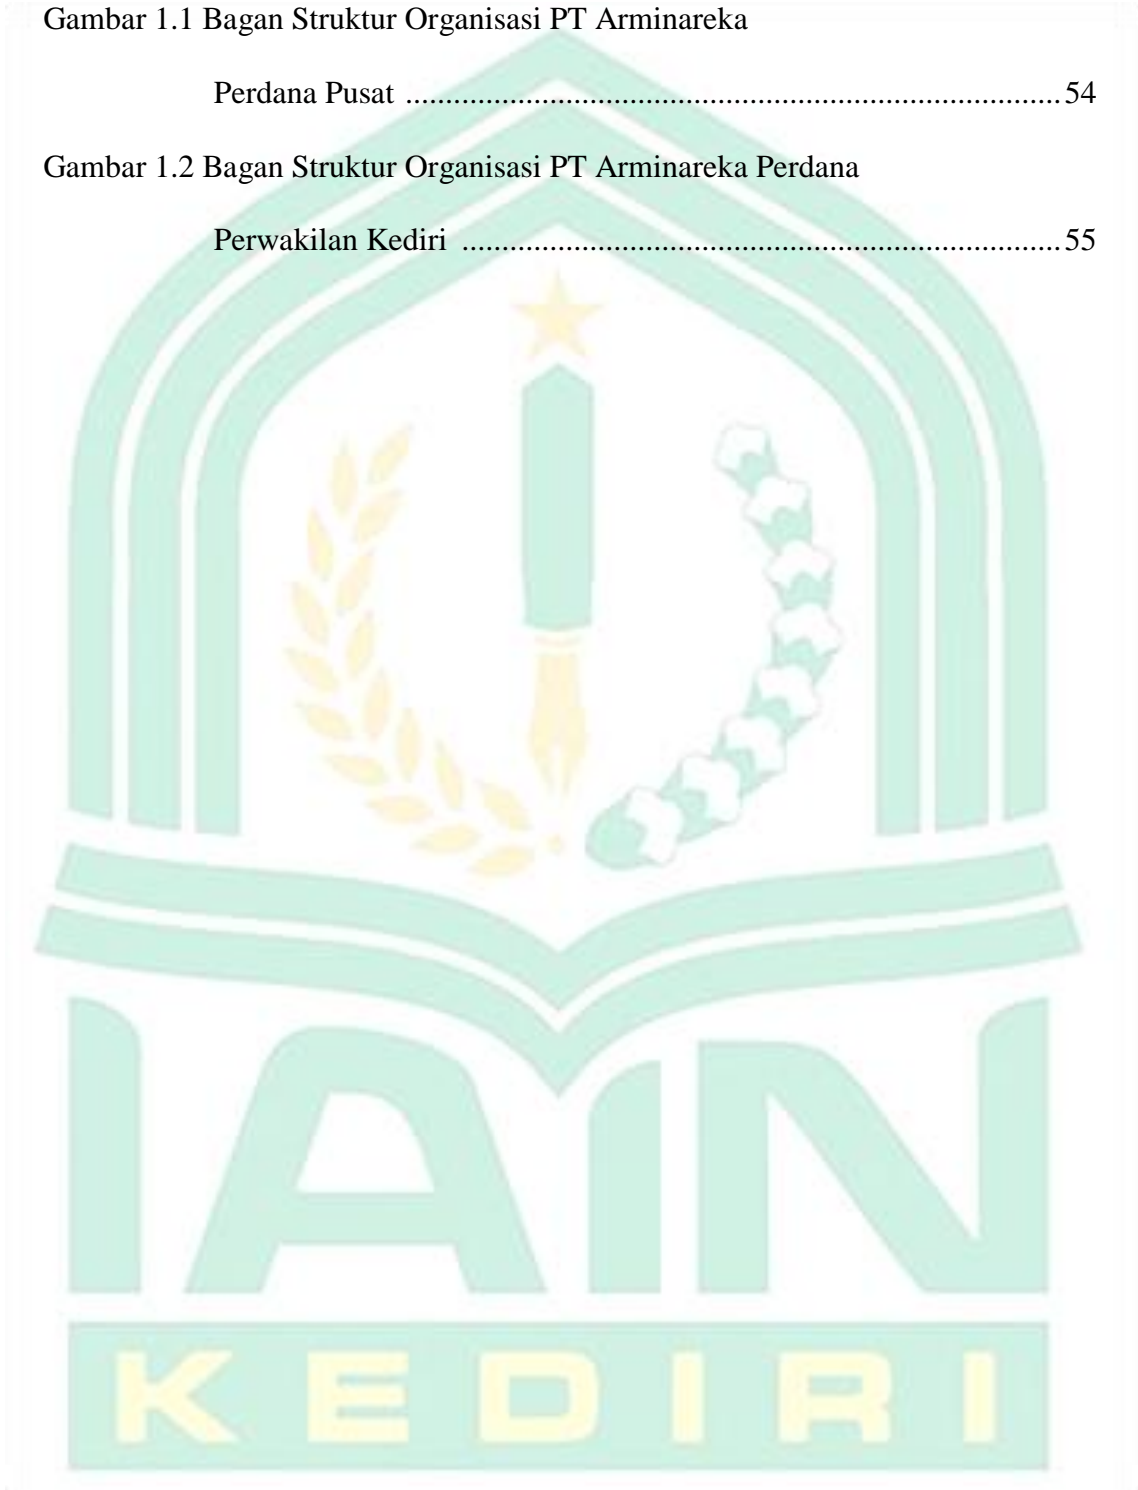 Gambar 1.1 Bagan Struktur Organisasi PT Arminareka
Perdana Pusat ................................................................................. 54
Gambar 1.2 Bagan Struktur Organisasi PT Arminareka Perdana
Perwakilan Kediri .......................................................................... 55
IAIN
KEDIRI